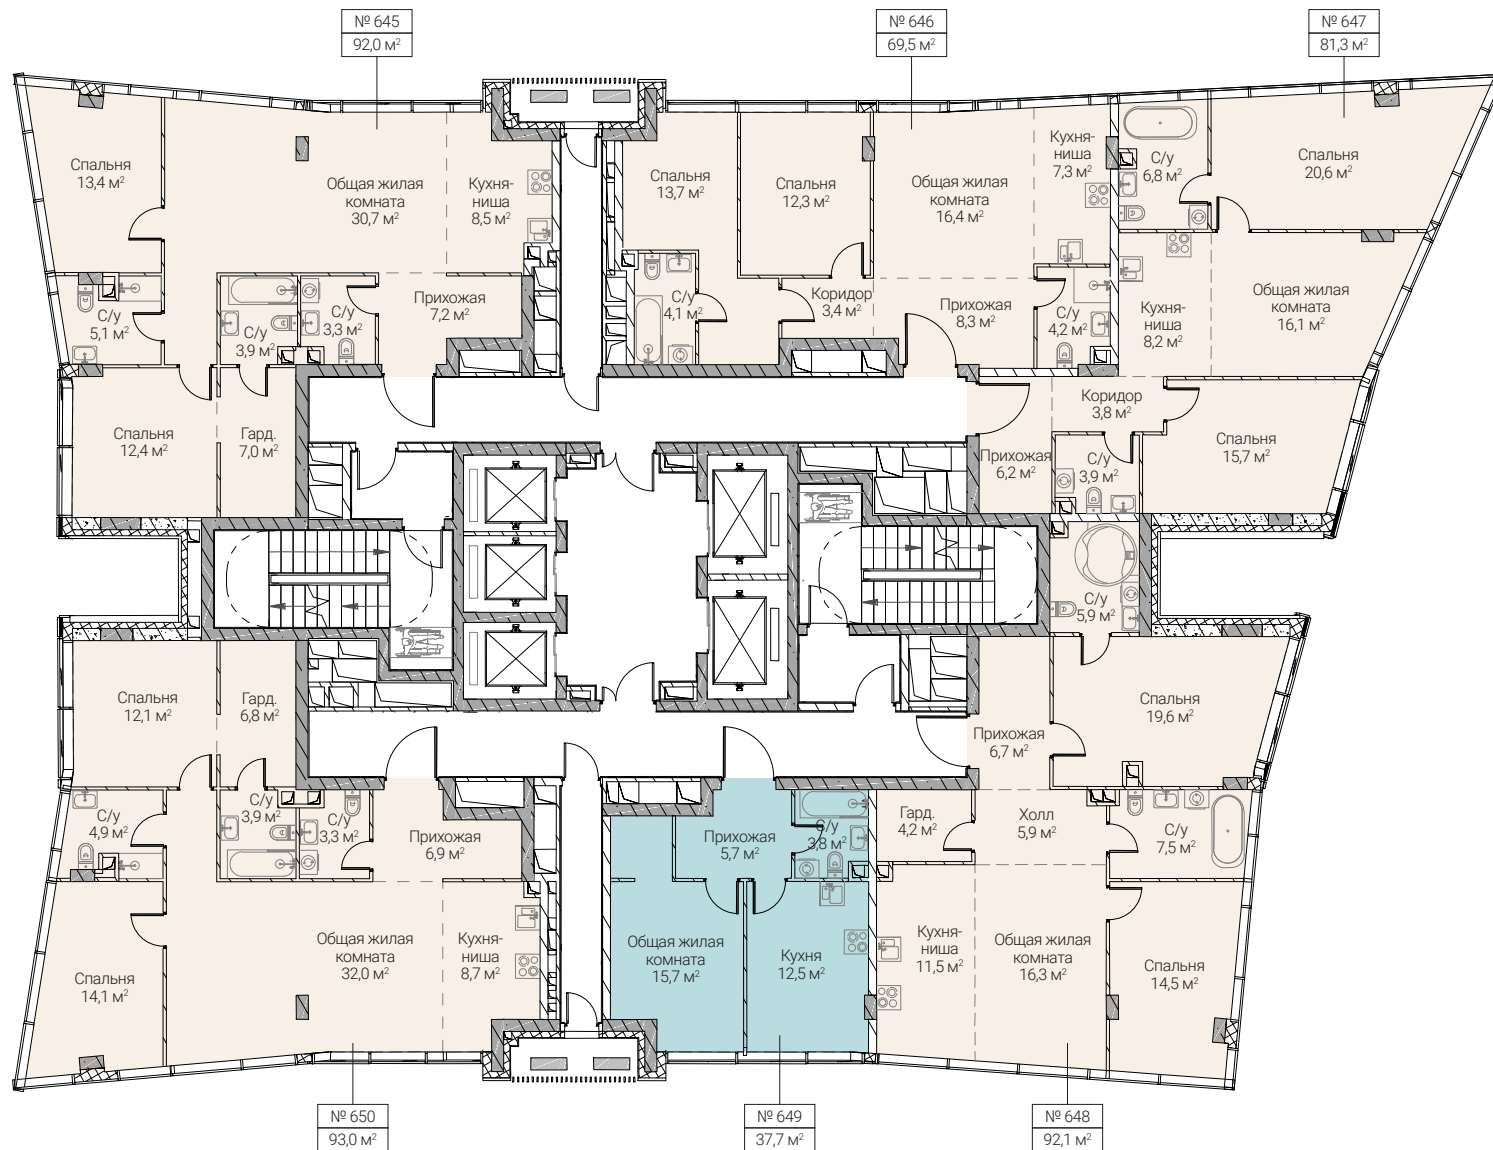 № 645
92,0 м²
№ 646
69,5 м²
№ 647
81,3 м²
Спальня
13,4 м²
Общая жилая
комната
30,7 м²
Кухня-
ниша
8,5 м²
С/у
5,1 м²
С/у
3,9 м²
С/у
3,3 м²
Прихожая
7,2 м²
Спальня
12,4 м²
Гард.
7,0 м²
Спальня
13,7 м²
Спальня
12,3 м²
Общая жилая
комната
16,4 м²
Кухня-
ниша
7,3 м²
С/у
4,1 м²
Коридор
3,4 м²
Прихожая
8,3 м²
С/у
4,2 м²
С/у
6,8 м²
Спальня
20,6 м²
Кухня-
ниша
8,2 м²
Общая жилая
комната
16,1 м²
Коридор
3,8 м²
Прихожая
6,2 м²
С/у
3,9 м²
Спальня
15,7 м²
С/у
5,9 м²
Спальня
12,1 м²
Гард.
6,8 м²
С/у
4,9 м²
С/у
3,9 м²
С/у
3,3 м²
Прихожая
6,9 м²
Спальня
14,1 м²
Общая жилая
комната
32,0 м²
Кухня-
ниша
8,7 м²
Прихожая
5,7 м²
С/у
3,8 м²
Общая жилая
комната
15,7 м²
Кухня
12,5 м²
Прихожая
6,7 м²
Спальня
19,6 м²
Гард.
4,2 м²
Холл
5,9 м²
С/у
7,5 м²
Кухня-
ниша
11,5 м²
Общая жилая
комната
16,3 м²
Спальня
14,5 м²
№ 650
93,0 м²
№ 649
37,7 м²
№ 648
92,1 м²